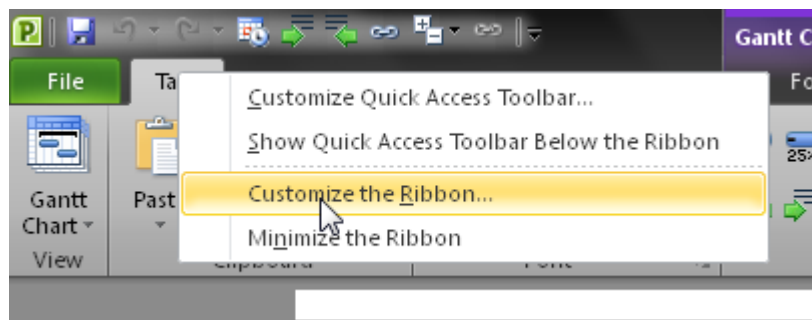 Gantt C
File
Ta
Fo
Customize Quick Access Toolbar...
Show Quick Access Toolbar Below the Ribbon
25%
Customize the Ribbon...
Minimize the Ribbon
Gantt
Chart
Past
View